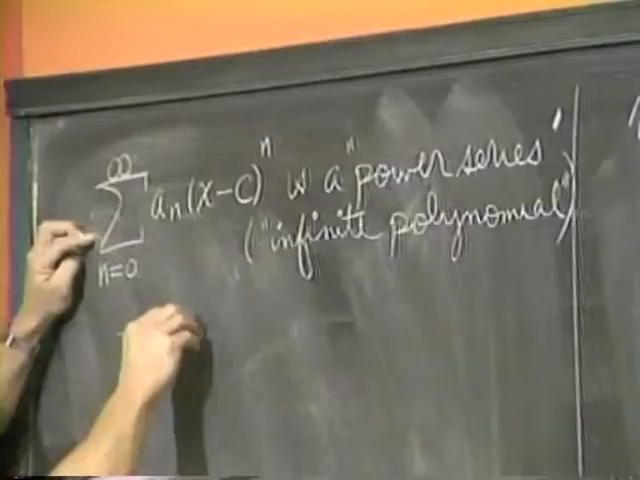 ∞
∑ aₙ(x-c)ⁿ is a "power series"
n=0
("infinite polynomial")